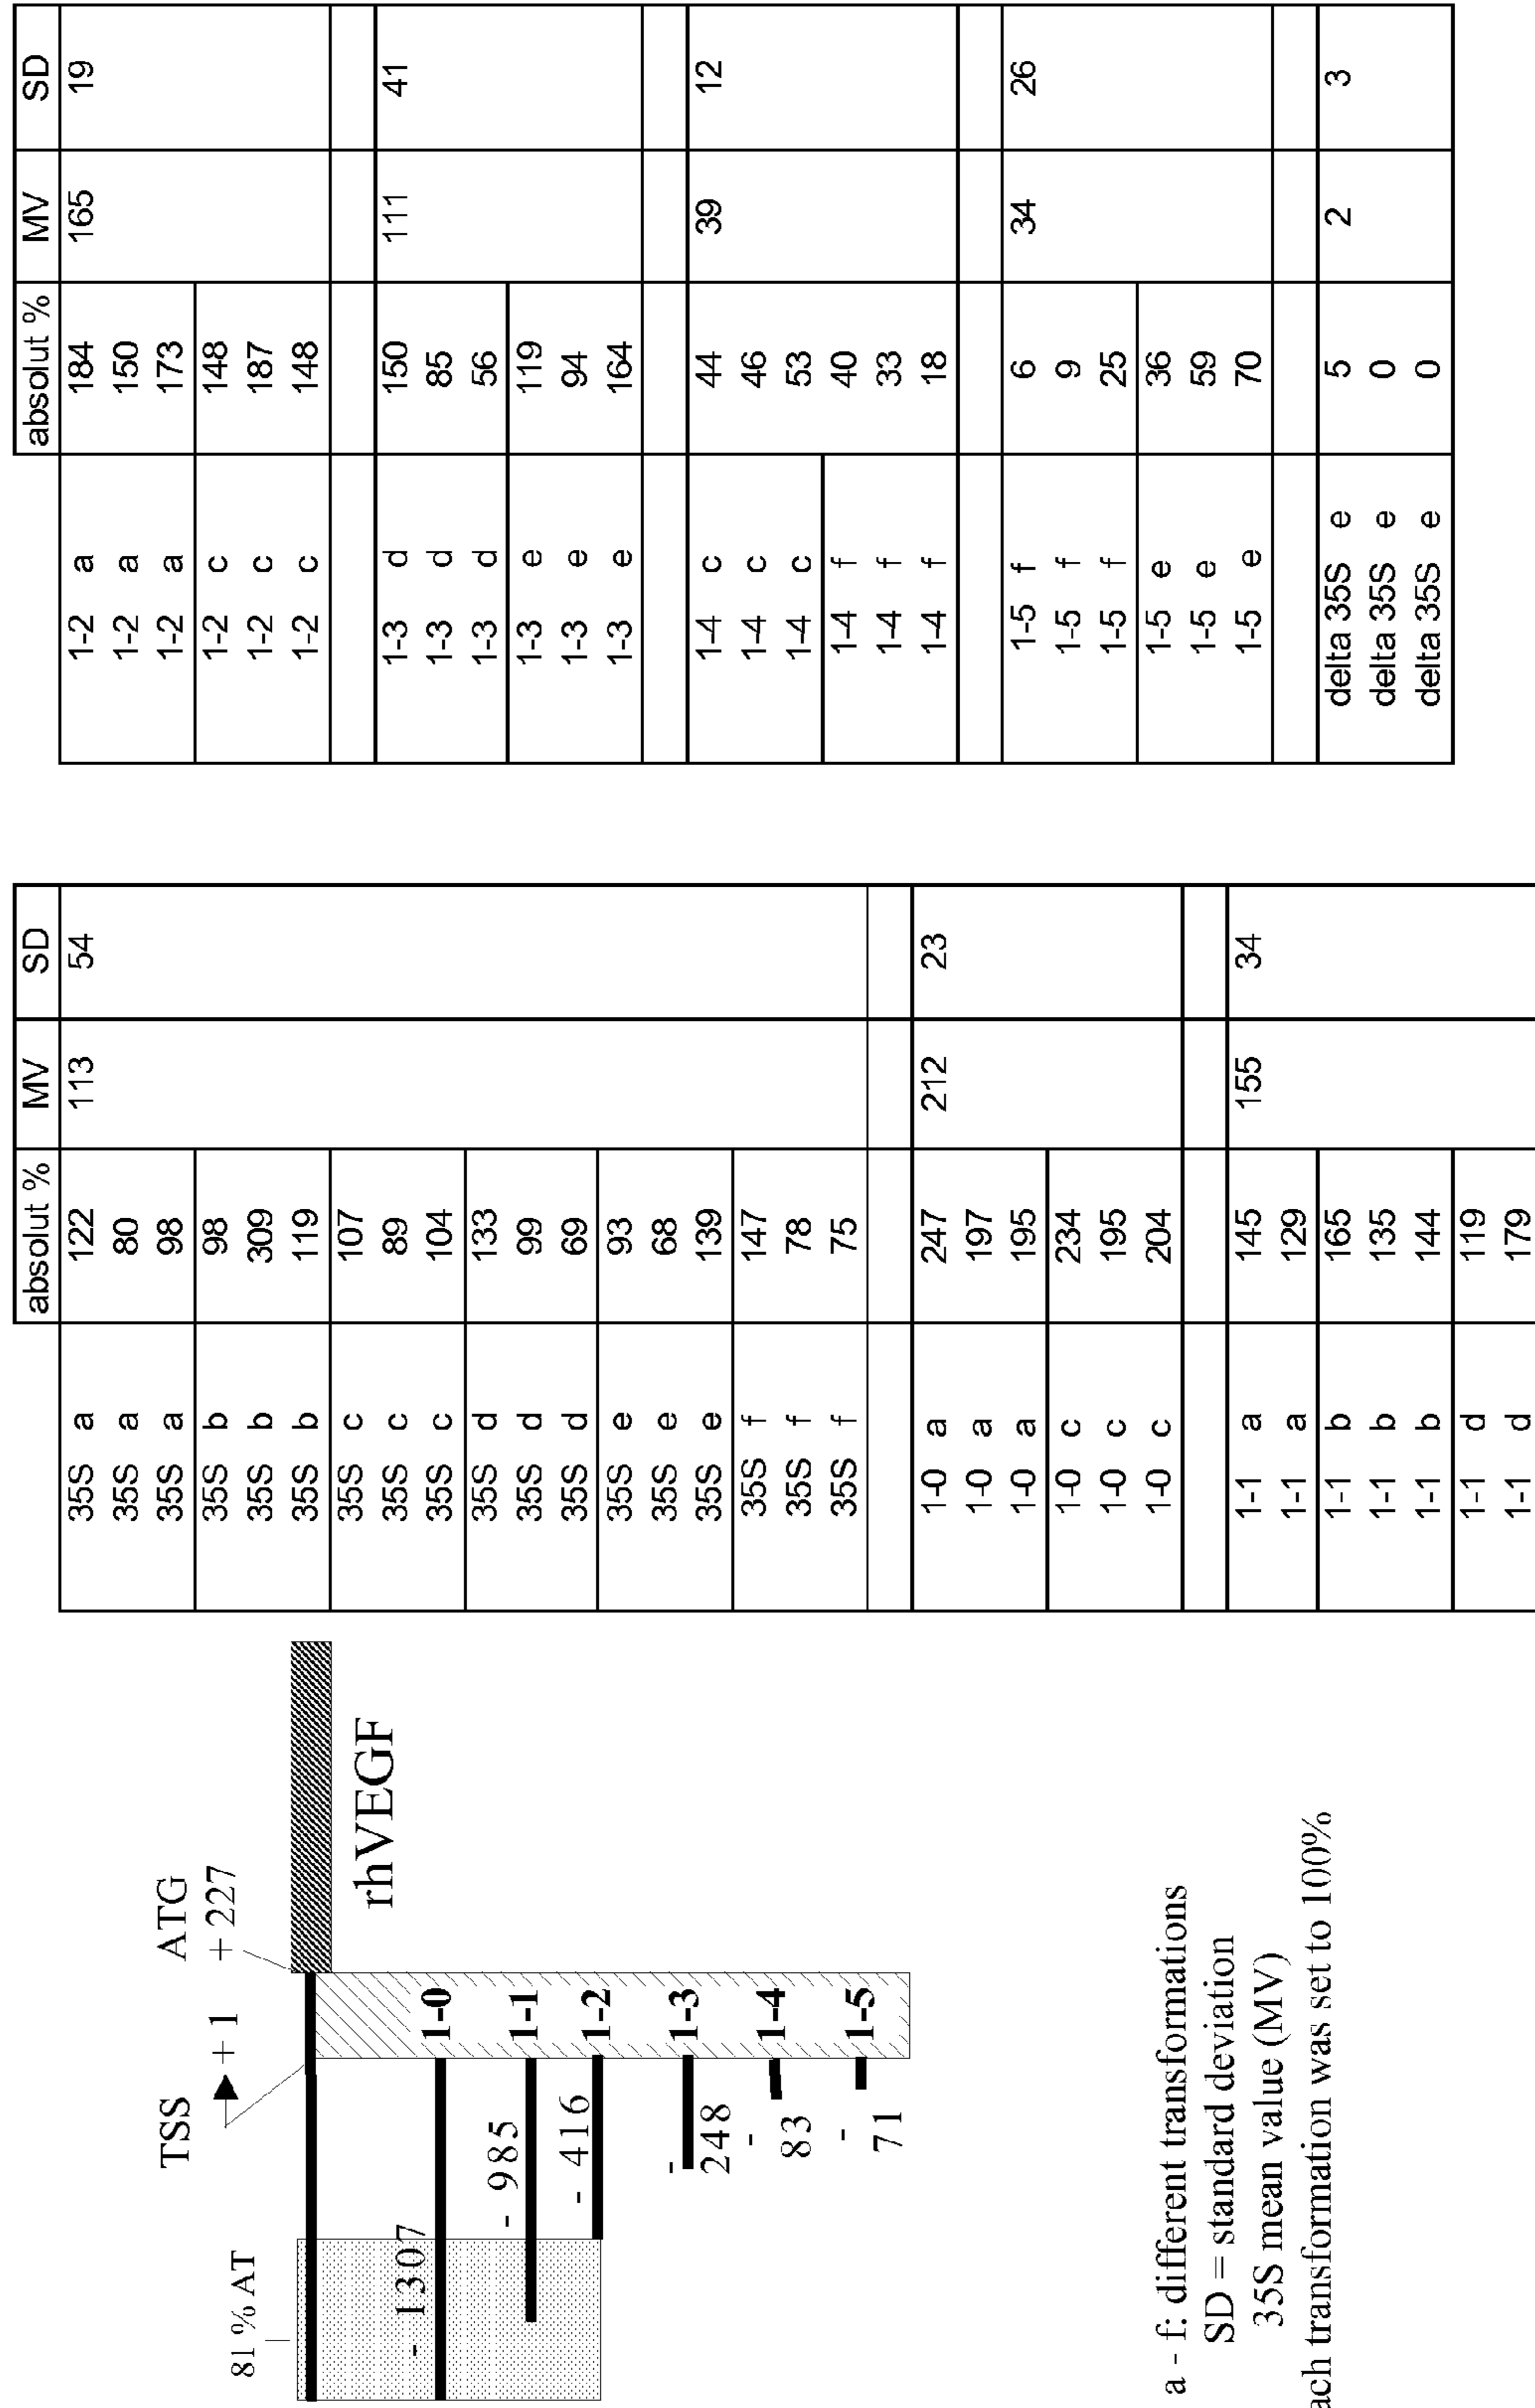 81 % AT
TSS
+ 1
ATG
+ 227
rhVEGF
- 1307
1-0
- 985
1-1
- 416
1-2
-
248
1-3
-
83
1-4
-
71
1-5
a - f: different transformations
SD = standard deviation
35S mean value (MV)
transformation was set to 100%
absolut % MV SD
35S a 122 113 54
35S a 80
35S a 98
35S b 98
35S b 309
35S b 119
35S c 107
35S c 89
35S c 104
35S d 133
35S d 99
35S d 69
35S e 93
35S e 68
35S e 139
35S f 147
35S f 78
35S f 75
1-0 a 247 212 23
1-0 a 197
1-0 a 195
1-0 c 234
1-0 c 195
1-0 c 204
1-1 a 145 155 34
1-1 a 129
1-1 b 165
1-1 b 135
1-1 b 144
1-1 d 119
1-1 d 179
absolut % MV SD
1-2 a 184 165 19
1-2 a 150
1-2 a 173
1-2 c 148
1-2 c 187
1-2 c 148
1-3 d 150 111 41
1-3 d 85
1-3 d 56
1-3 e 119
1-3 e 94
1-3 e 164
1-4 c 44 39 12
1-4 c 46
1-4 c 53
1-4 f 40
1-4 f 33
1-4 f 18
1-5 f 6 34 26
1-5 f 9
1-5 f 25
1-5 e 36
1-5 e 59
1-5 e 70
delta 35S e 5 2 3
delta 35S e 0
delta 35S e 0